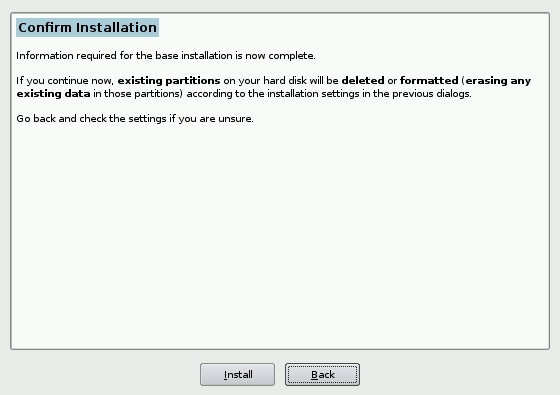 Confirm Installation
Information required for the base installation is now complete.
If you continue now, existing partitions on your hard disk will be deleted or formatted (erasing any
existing data in those partitions) according to the installation settings in the previous dialogs.
Go back and check the settings if you are unsure.
Install
Back